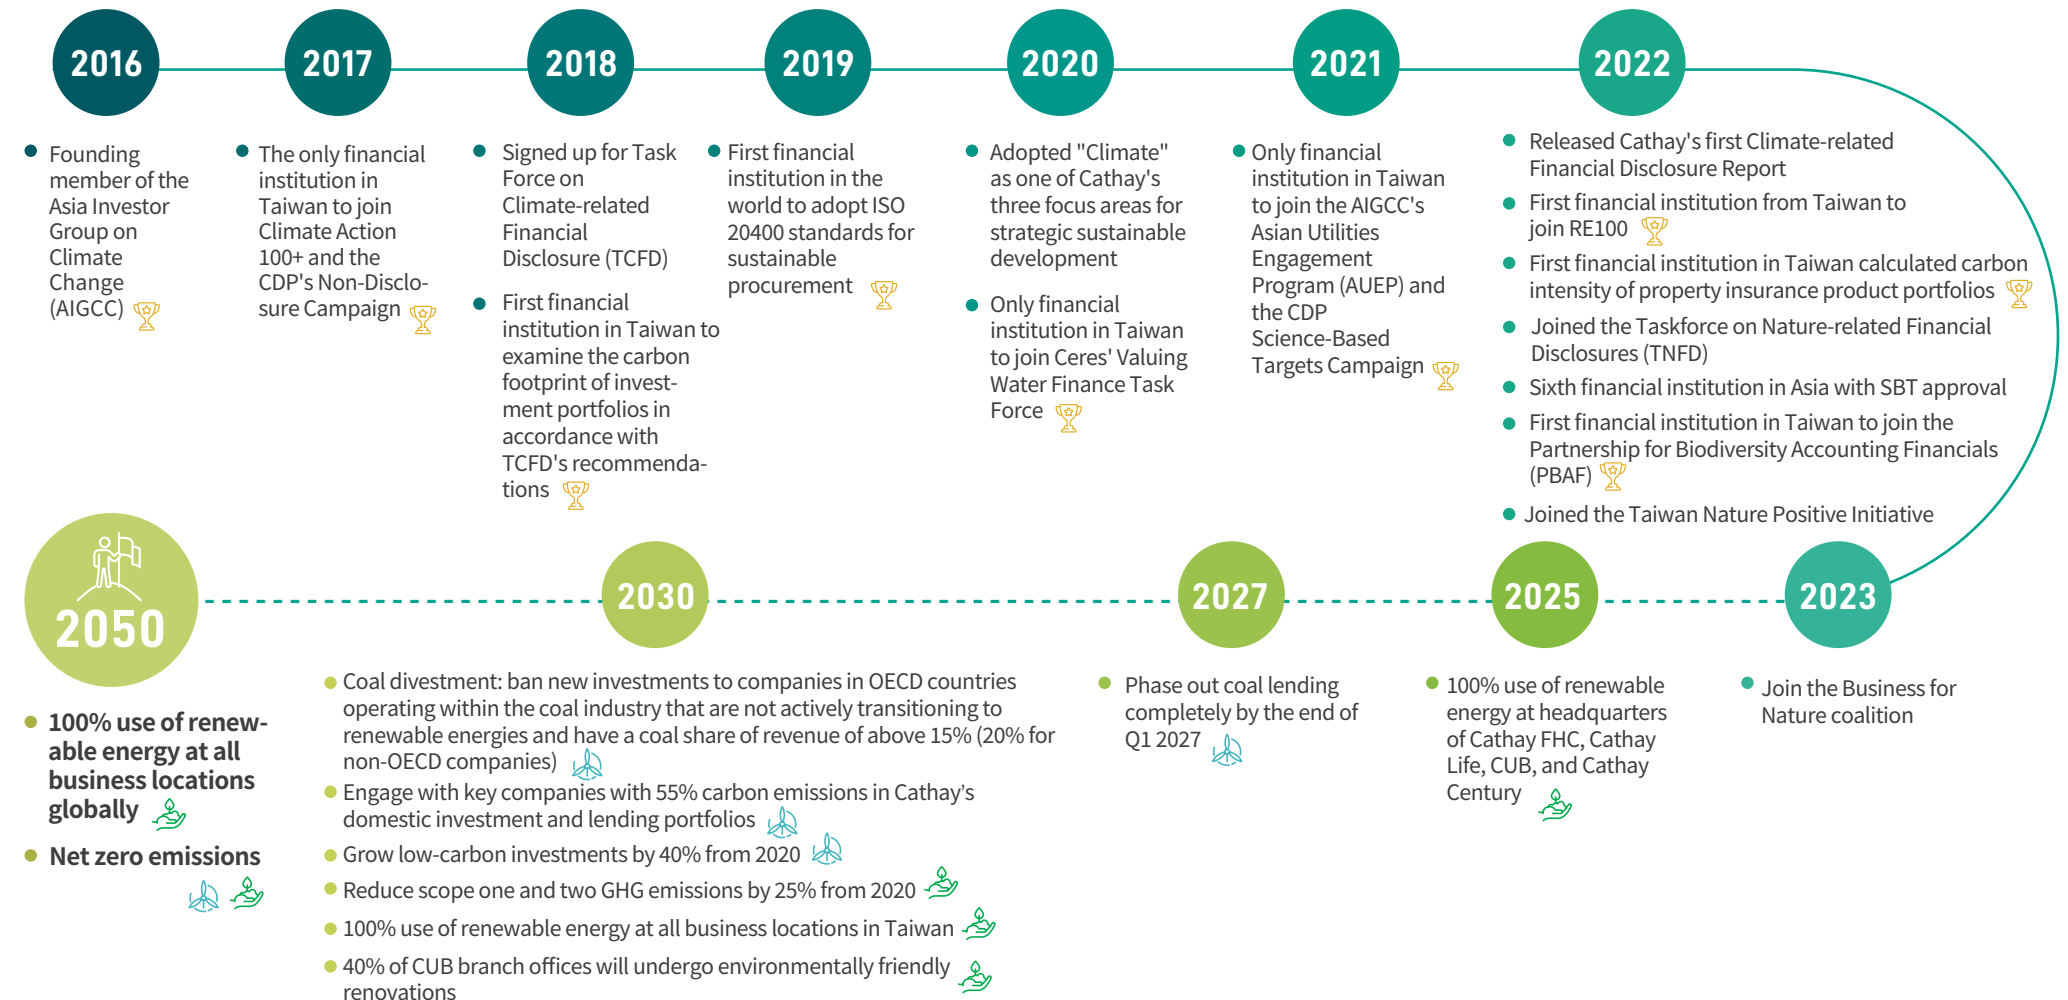 2016
Founding
member of the
Asia Investor
Group on
Climate
Change
(AIGCC)
2017
The only financial
institution in
Taiwan to join
Climate Action
100+ and the
CDP's Non-Disclo-
sure Campaign
2018
Signed up for Task
Force on
Climate-related
Financial
Disclosure (TCFD)
First financial
institution in Taiwan to
examine the carbon
footprint of invest-
ment portfolios in
accordance with
TCFD's recommenda-
tions
2019
First financial
institution in the
world to adopt ISO
20400 standards for
sustainable
procurement
2020
Adopted "Climate"
as one of Cathay's
three focus areas for
strategic sustainable
development
Only financial
institution in Taiwan
to join Ceres' Valuing
Water Finance Task
Force
2021
Only financial
institution in Taiwan
to join the AIGCC's
Asian Utilities
Engagement
Program (AUEP) and
the CDP
Science-Based
Targets Campaign
2022
Released Cathay's first Climate-related
Financial Disclosure Report
First financial institution from Taiwan to
join RE100
First financial institution in Taiwan calculated carbon
intensity of property insurance product portfolios
Joined the Taskforce on Nature-related Financial
Disclosures (TNFD)
Sixth financial institution in Asia with SBT approval
First financial institution in Taiwan to join the
Partnership for Biodiversity Accounting Financials
(PBAF)
Joined the Taiwan Nature Positive Initiative
2023
Join the Business for
Nature coalition
2025
100% use of renewable
energy at headquarters
of Cathay FHC, Cathay
Life, CUB, and Cathay
Century
2027
Phase out coal lending
completely by the end of
Q1 2027
2030
Coal divestment: ban new investments to companies in OECD countries
operating within the coal industry that are not actively transitioning to
renewable energies and have a coal share of revenue of above 15% (20% for
non-OECD companies)
Engage with key companies with 55% carbon emissions in Cathay’s
domestic investment and lending portfolios
Grow low-carbon investments by 40% from 2020
Reduce scope one and two GHG emissions by 25% from 2020
100% use of renewable energy at all business locations in Taiwan
40% of CUB branch offices will undergo environmentally friendly
renovations
2050
100% use of renew-
able energy at all
business locations
globally
Net zero emissions